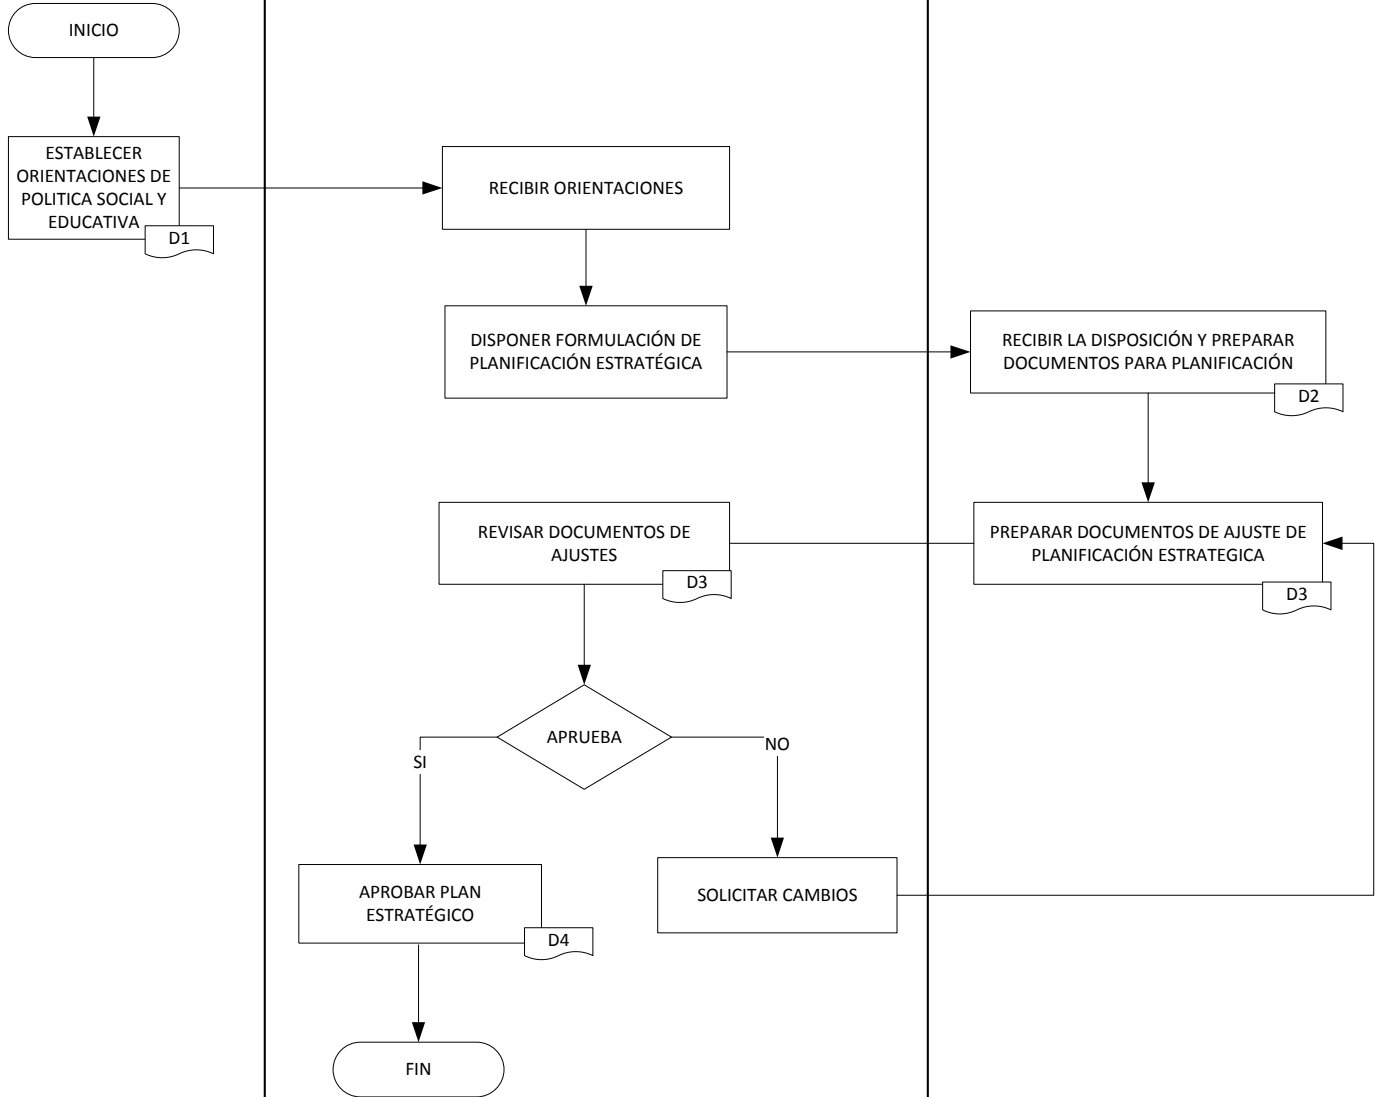 INICIO
ESTABLECER
ORIENTACIONES DE
POLITICA SOCIAL Y
EDUCATIVA
D1
RECIBIR ORIENTACIONES
DISPONER FORMULACIÓN DE
PLANIFICACIÓN ESTRATÉGICA
RECIBIR LA DISPOSICIÓN Y PREPARAR
DOCUMENTOS PARA PLANIFICACIÓN
D2
REVISAR DOCUMENTOS DE
AJUSTES
D3
PREPARAR DOCUMENTOS DE AJUSTE DE
PLANIFICACIÓN ESTRATEGICA
D3
APRUEBA
SI
NO
APROBAR PLAN
ESTRATÉGICO
D4
SOLICITAR CAMBIOS
FIN